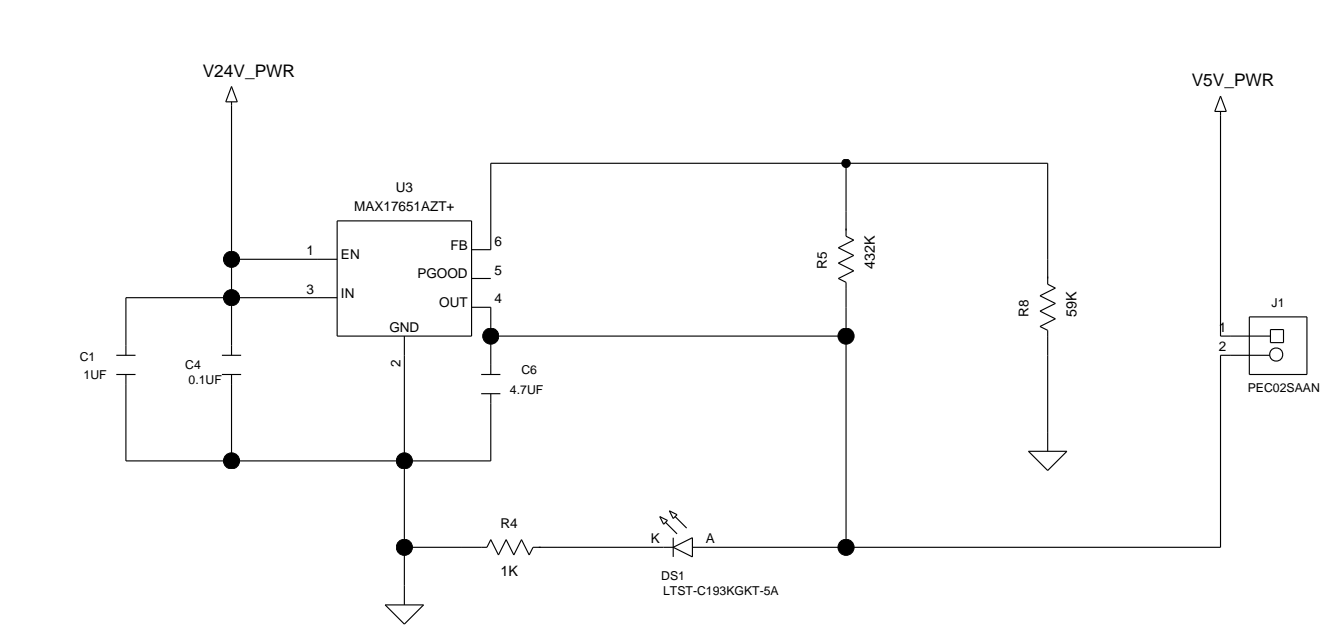 V24V_PWR
V5V_PWR
U3
MAX17651AZT+
1
EN
3
IN
FB
6
PGOOD
5
OUT
4
GND
2
C1
1UF
C4
0.1UF
C6
4.7UF
R5
432K
R8
59K
J1
1
2
PEC02SAAN
R4
1K
K
A
DS1
LTST-C193KGKT-5A